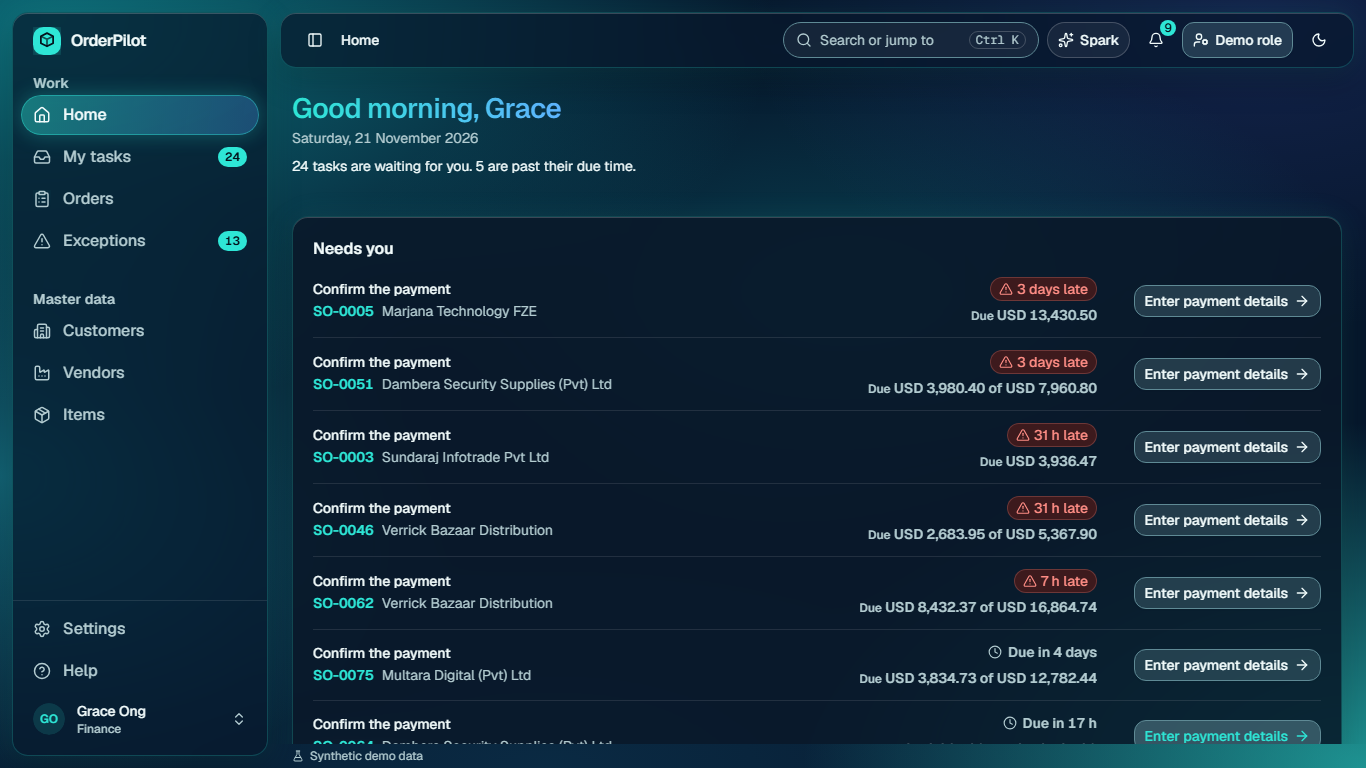 OrderPilot
Work
Home
My tasks 24
Orders
Exceptions 13
Master data
Customers
Vendors
Items
Settings
Help
GO Grace Ong
Finance
Home
Search or jump to Ctrl K
Spark
9
Demo role
Good morning, Grace
Saturday, 21 November 2026
24 tasks are waiting for you. 5 are past their due time.
Needs you
Confirm the payment
SO-0005 Marjana Technology FZE
3 days late
Due USD 13,430.50
Enter payment details
Confirm the payment
SO-0051 Dambera Security Supplies (Pvt) Ltd
3 days late
Due USD 3,980.40 of USD 7,960.80
Enter payment details
Confirm the payment
SO-0003 Sundaraj Infotrade Pvt Ltd
31 h late
Due USD 3,936.47
Enter payment details
Confirm the payment
SO-0046 Verrick Bazaar Distribution
31 h late
Due USD 2,683.95 of USD 5,367.90
Enter payment details
Confirm the payment
SO-0062 Verrick Bazaar Distribution
7 h late
Due USD 8,432.37 of USD 16,864.74
Enter payment details
Confirm the payment
SO-0075 Multara Digital (Pvt) Ltd
Due in 4 days
Due USD 3,834.73 of USD 12,782.44
Enter payment details
Confirm the payment
Due in 17 h
Enter payment details
Synthetic demo data